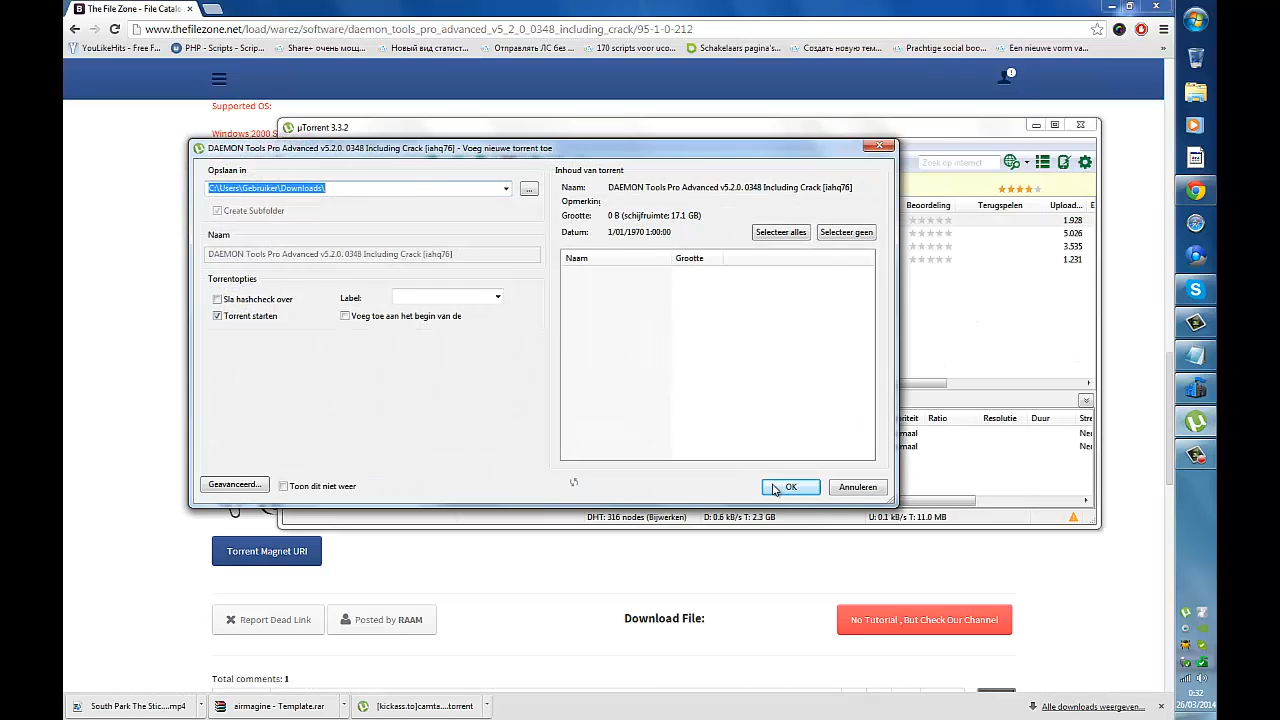 The File Zone - File Catalo
www.thefilezone.net/load/warez/software/daemon_tools_pro_advanced_v5_2_0_0348_including_crack/95-1-0-212
YouLikeHits - Free F...
PHP - Scripts - Scrip...
Share+ очень мощ...
Новый вид статист...
Отправлять ЛС без ...
170 scripts voor uco...
Schakelaars pagina's...
Создать новую тем...
Prachtige social boo...
Een nieuwe vorm va...
»
1
Supported OS:
Windows 2000 S
µTorrent 3.3.2
DAEMON Tools Pro Advanced v5.2.0. 0348 Including Crack [iahq76] - Voeg nieuwe torrent toe
Opslaan in
C:\Users\Gebruiker\Downloads\
...
Create Subfolder
Naam
DAEMON Tools Pro Advanced v5.2.0. 0348 Including Crack [iahq76]
Torrentopties
Sla hashcheck over
Label:
Torrent starten
Voeg toe aan het begin van de
Geavanceerd...
Toon dit niet weer
Inhoud van torrent
Naam: DAEMON Tools Pro Advanced v5.2.0. 0348 Including Crack [iahq76]
Opmerking
Grootte: 0 B (schijfruimte: 17.1 GB)
Datum: 1/01/1970 1:00:00
Selecteer alles
Selecteer geen
Naam
Grootte
OK
Annuleren
Zoek op internet
Beoordeling
Terugspelen
Upload...
1.928
5.026
3.535
1.231
Ratio
Resolutie
Duur
Stre
maal
Nee
maal
Nee
DHT: 316 nodes (Bijwerken)
D: 0.6 kB/s T: 2.3 GB
U: 0.1 kB/s T: 11.0 MB
Torrent Magnet URI
Report Dead Link
Posted by RAAM
Download File:
No Tutorial , But Check Our Channel
Total comments: 1
South Park The Stic....mp4
airmagine - Template.rar
[kickass.to]camta....torrent
Alle downloads weergeven...
0:32
26/03/2014